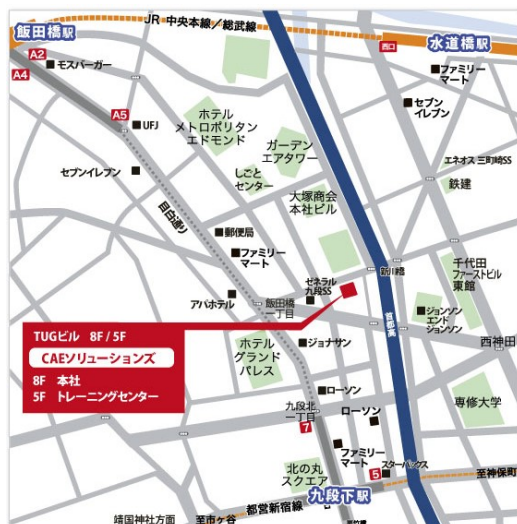 JR 中央本線／総武線
飯田橋駅
A2
A4
モスバーガー
西口
水道橋駅
ファミリー
マート
セブン
イレブン
A5
UFJ
ホテル
メトロポリタン
エドモンド
ガーデン
エアタワー
エネオス 三崎町SS
セブンイレブン
しごと
センター
鉄建
大塚商会
本社ビル
目白通り
郵便局
ファミリー
マート
新川橋
千代田
ファーストビル
東館
アパホテル
飯田橋
一丁目
ゼネラル
九段SS
首都高
ジョンソン
エンド
ジョンソン
西神田
TUGビル 8F / 5F
CAEソリューションズ
8F 本社
5F トレーニングセンター
ホテル
グランド
パレス
ジョナサン
ローソン
九段北
一丁目
7
ローソン
専修大学
ファミリー
マート
5
スターバックス
北の丸
スクエア
九段下駅
至神保町
都営新宿線
至市ヶ谷
靖国神社方面